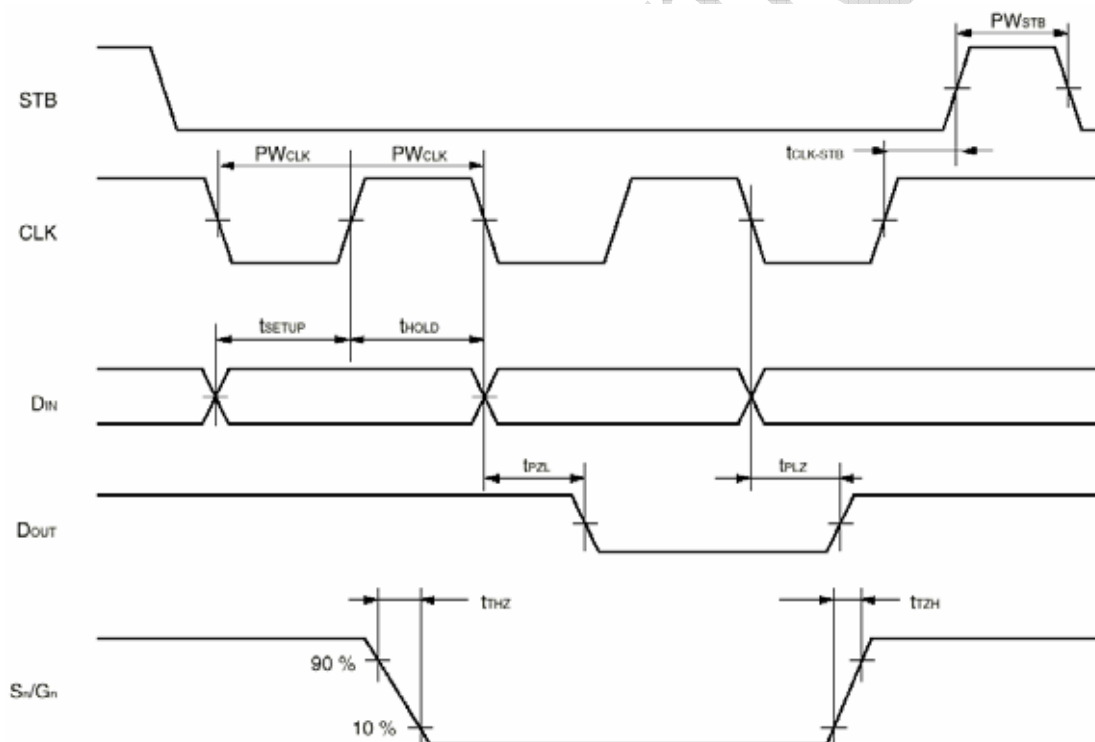 PWSTB
STB
tCLK-STB
PWCLK PWCLK
CLK
tSETUP tHOLD
DIN
tPZL tPLZ
DOUT
tTHZ tTZH
90 %
Sn/Gn
10 %